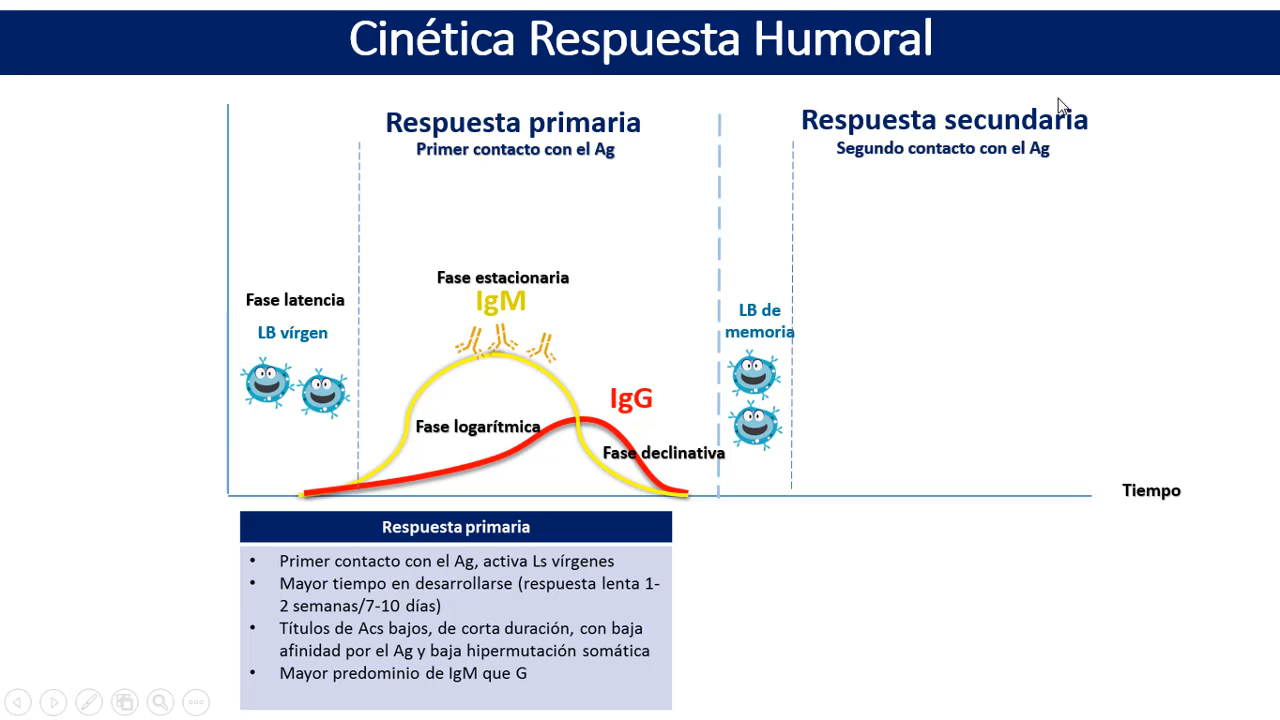 Cinética Respuesta Humoral
Respuesta primaria
Primer contacto con el Ag
Respuesta secundaria
Segundo contacto con el Ag
Fase estacionaria
IgM
Fase latencia
LB vírgen
LB de
memoria
IgG
Fase logarítmica
Fase declinativa
Tiempo
Respuesta primaria
• Primer contacto con el Ag, activa Ls vírgenes
• Mayor tiempo en desarrollarse (respuesta lenta 1-
2 semanas/7-10 días)
• Títulos de Acs bajos, de corta duración, con baja
afinidad por el Ag y baja hipermutación somática
• Mayor predominio de IgM que G